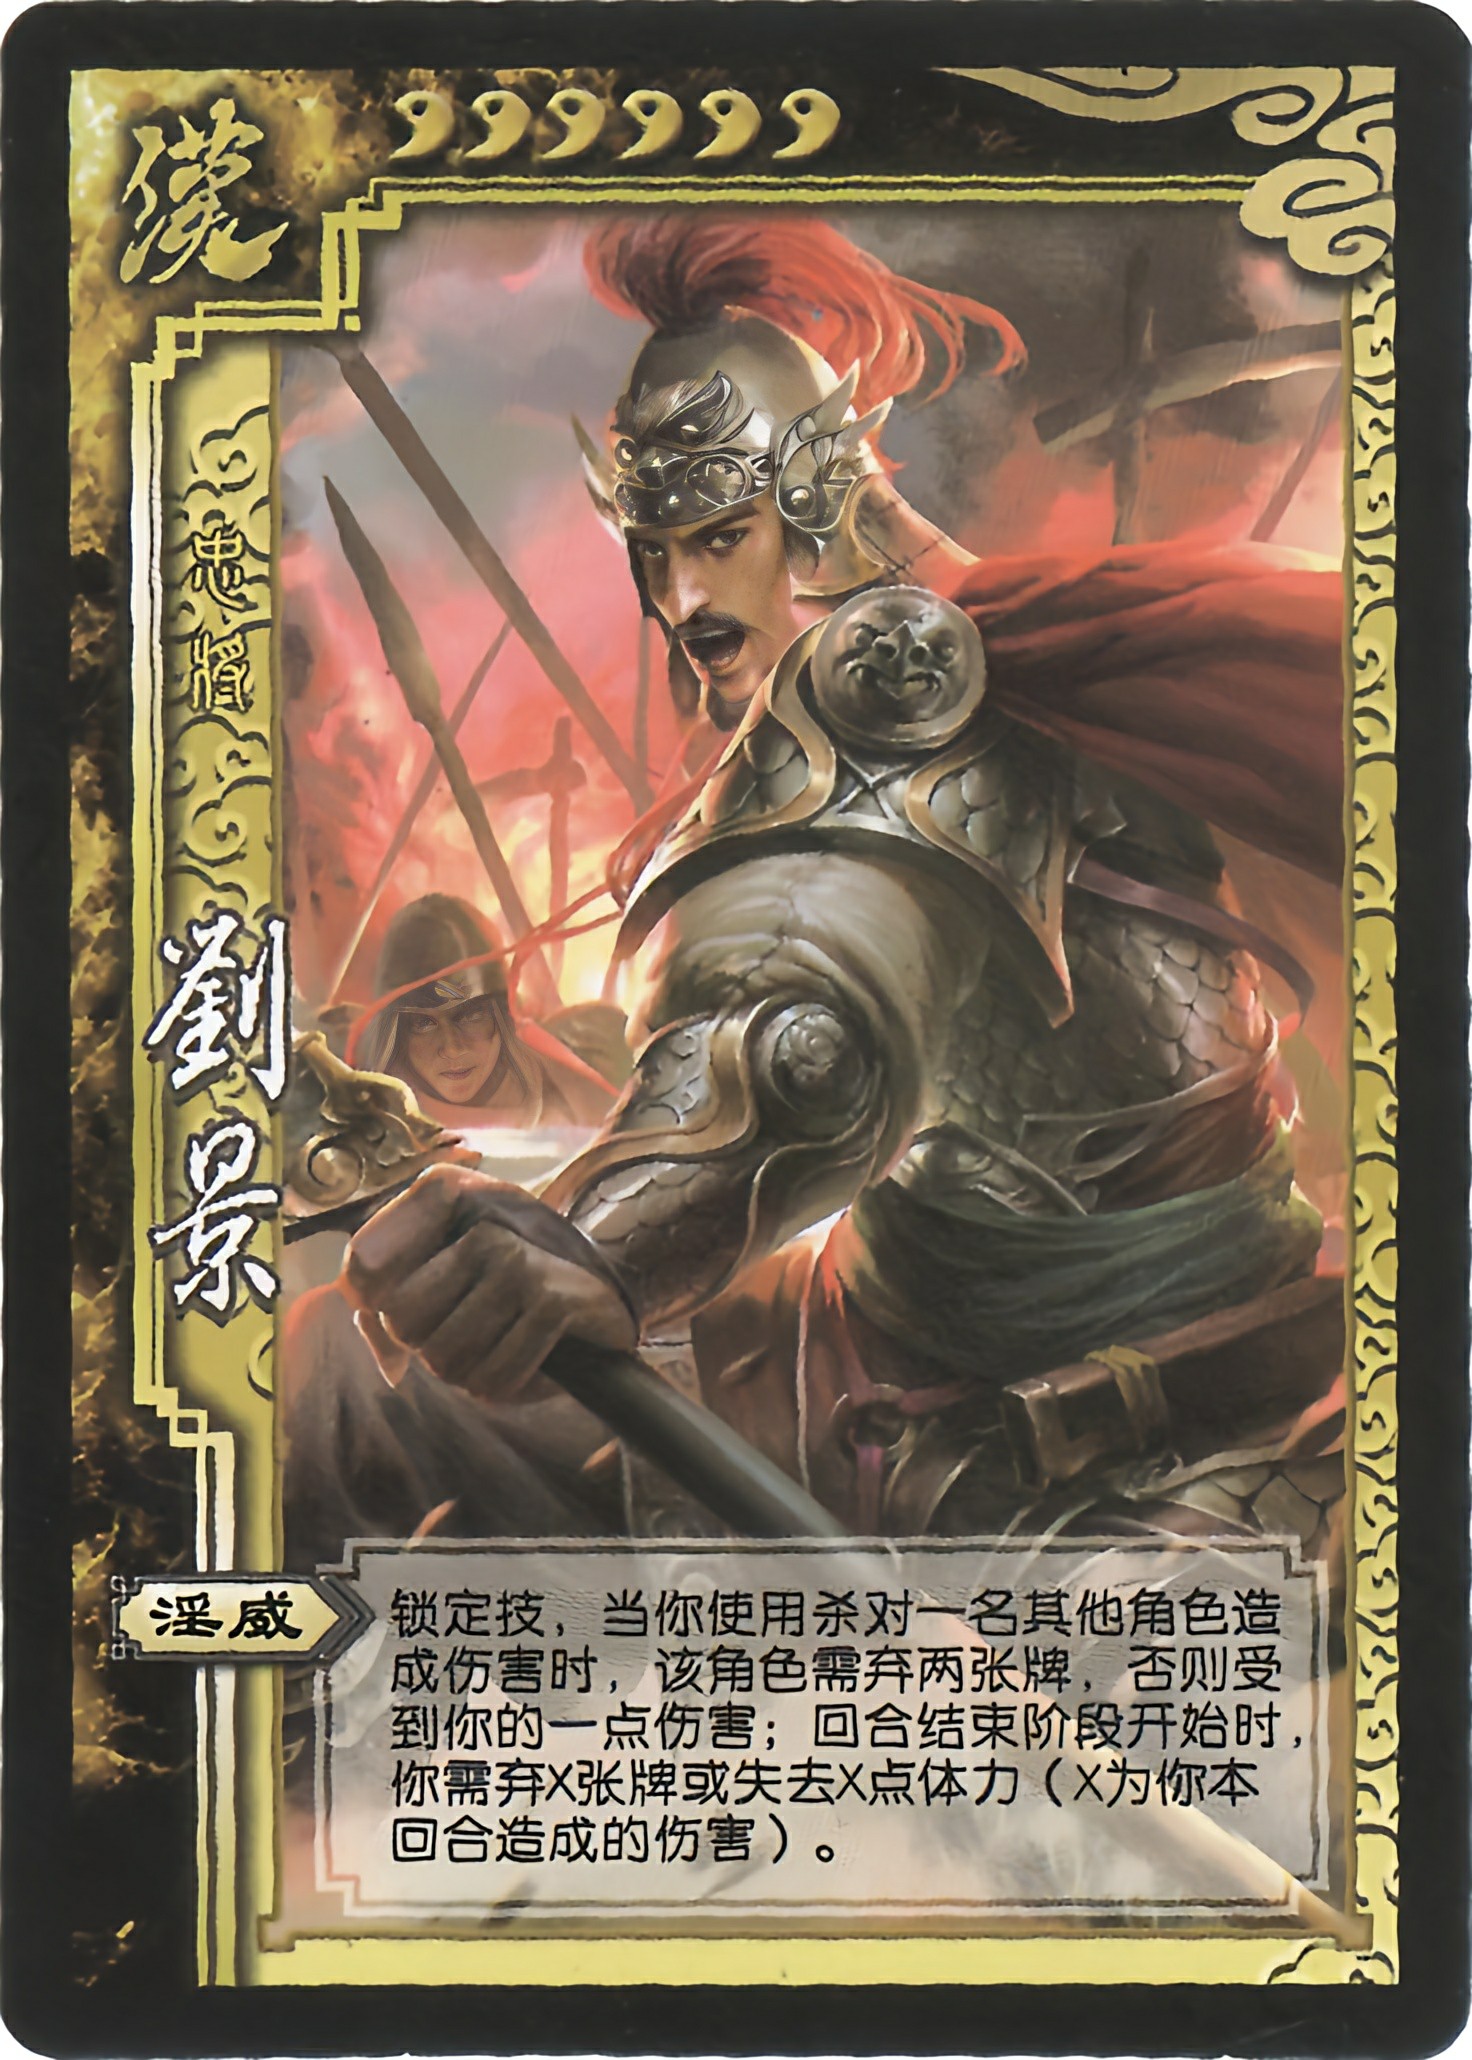 漢
忠将
劉景
淫威
锁定技，当你使用杀对一名其他角色造
成伤害时，该角色需弃两张牌，否则受
到你的一点伤害；回合结束阶段开始时，
你需弃X张牌或失去X点体力（X为你本
回合造成的伤害）。